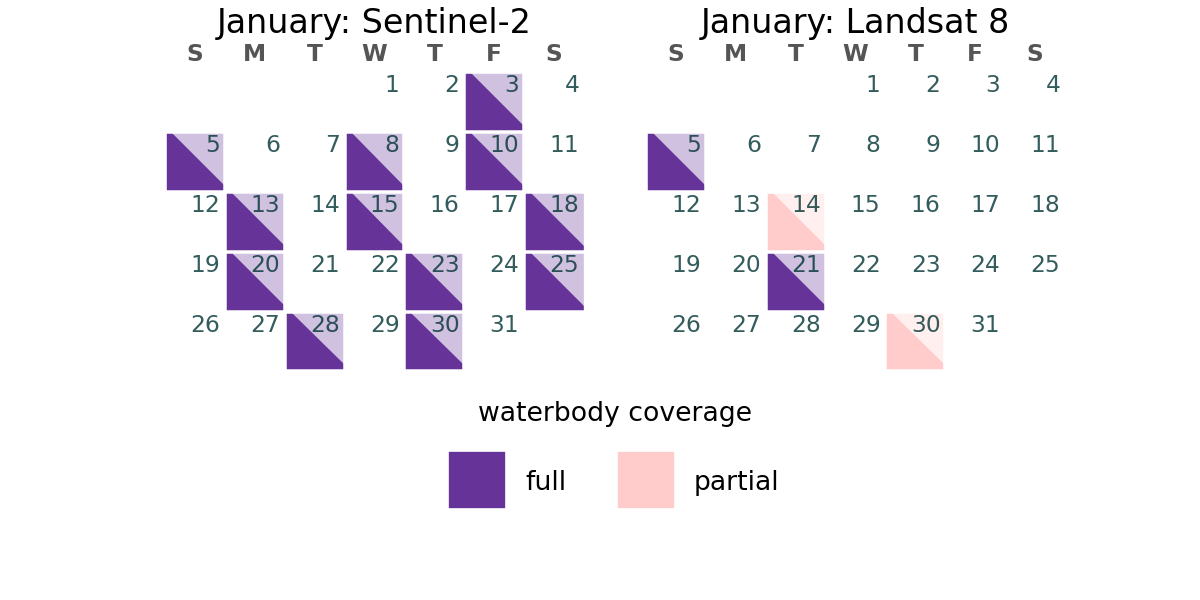 January: Sentinel-2
S M T W T F S
1 2 3 4
5 6 7 8 9 10 11
12 13 14 15 16 17 18
19 20 21 22 23 24 25
26 27 28 29 30 31
January: Landsat 8
S M T W T F S
1 2 3 4
5 6 7 8 9 10 11
12 13 14 15 16 17 18
19 20 21 22 23 24 25
26 27 28 29 30 31
waterbody coverage
full
partial